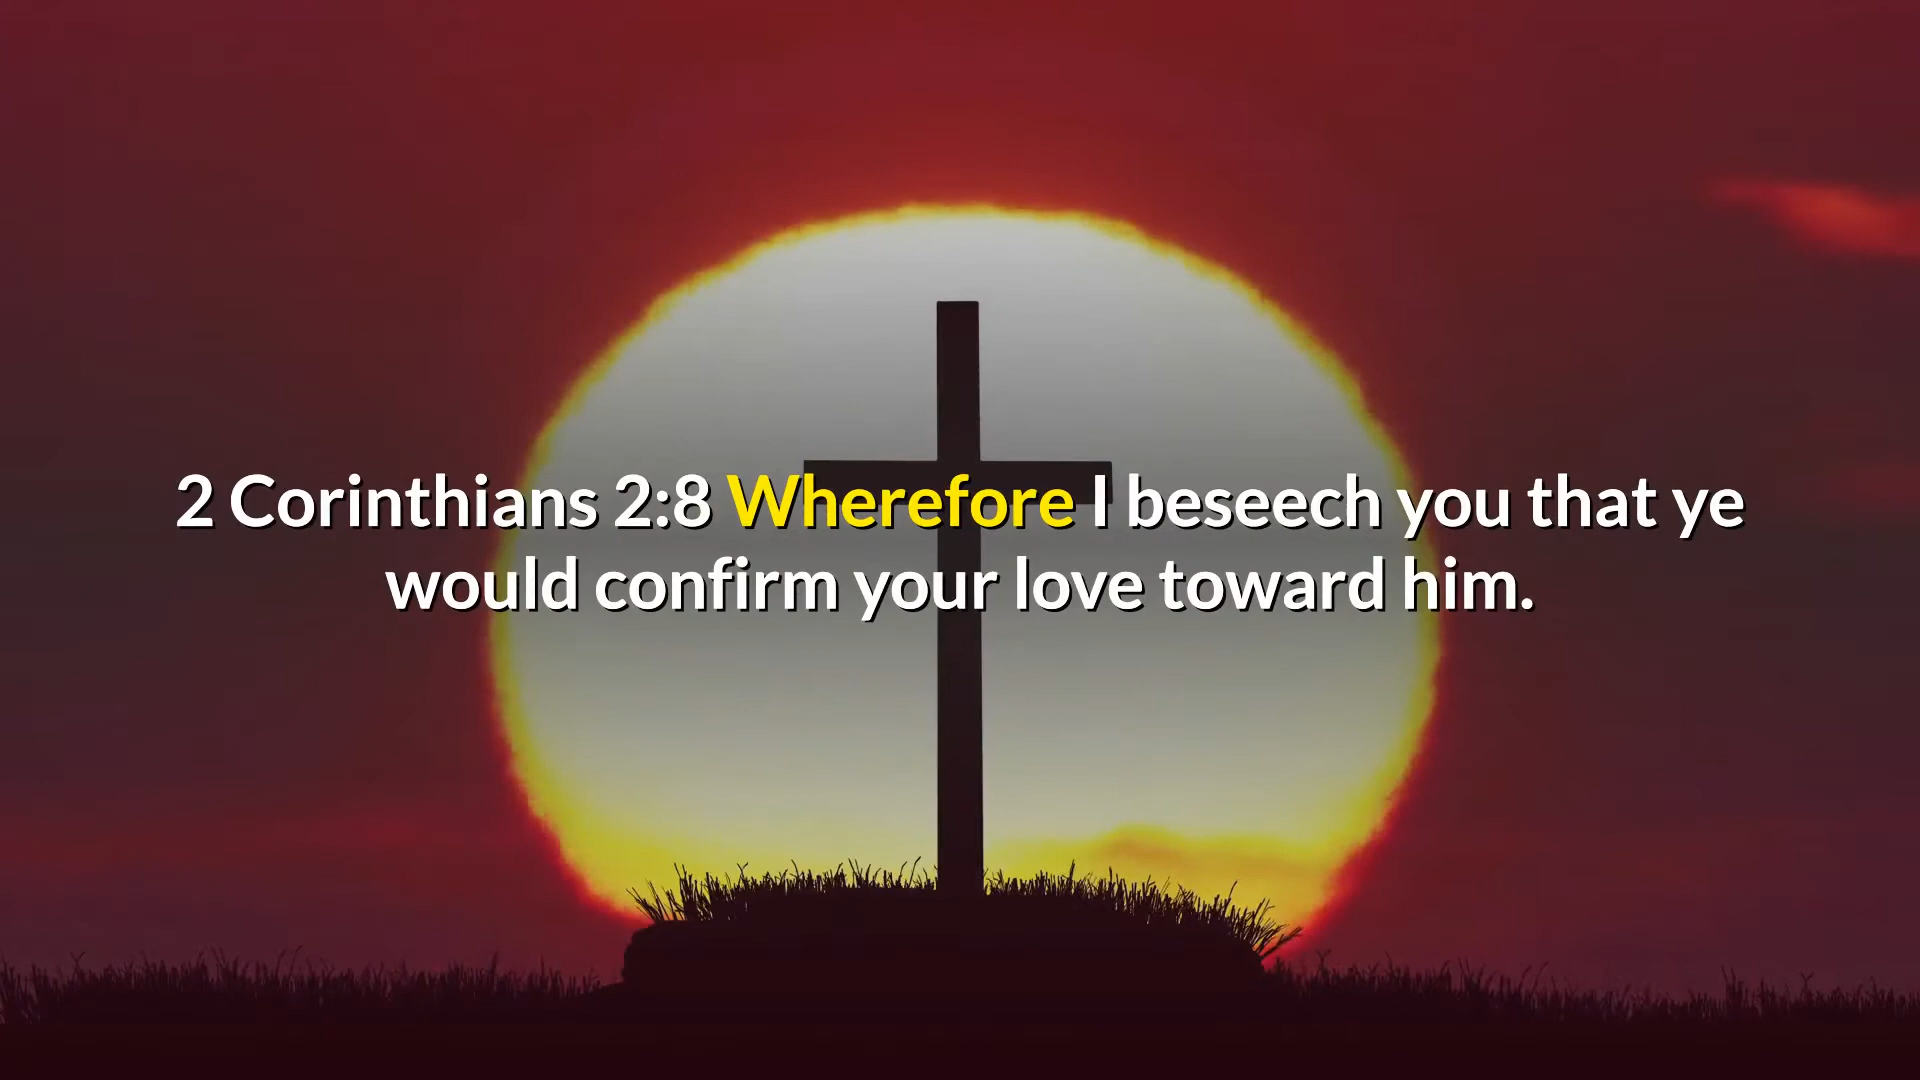 2 Corinthians 2:8 Wherefore I beseech you that ye
would confirm your love toward him.